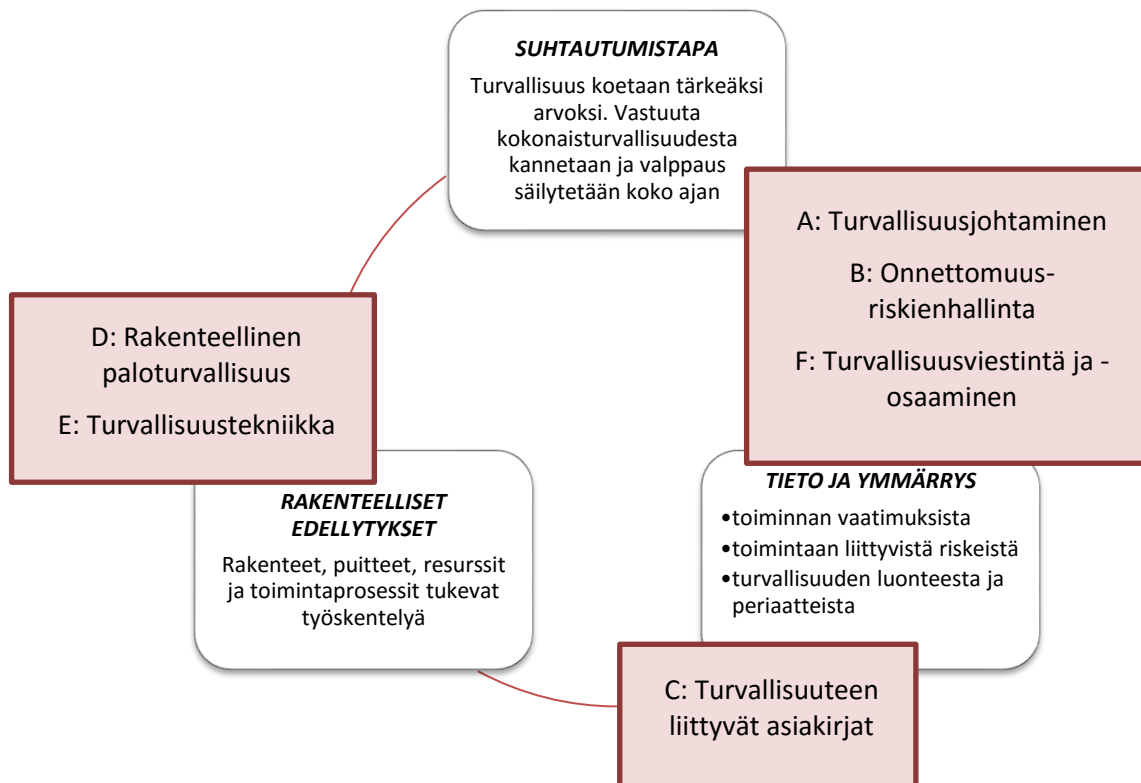 SUHTAUTUMISTAPA
Turvallisuus koetaan tärkeäksi
arvoksi. Vastuuta
kokonaisturvallisuudesta
kannetaan ja valppaus
säilytetään koko ajan
A: Turvallisuusjohtaminen
B: Onnettomuus-
riskienhallinta
F: Turvallisuusviestintä ja -
osaaminen
D: Rakenteellinen
paloturvallisuus
E: Turvallisuustekniikka
RAKENTEELLISET
EDELLYTYKSET
Rakenteet, puitteet, resurssit
ja toimintaprosessit tukevat
työskentelyä
TIETO JA YMMÄRRYS
•toiminnan vaatimuksista
•toimintaan liittyvistä riskeistä
•turvallisuuden luonteesta ja
periaatteista
C: Turvallisuuteen
liittyvät asiakirjat